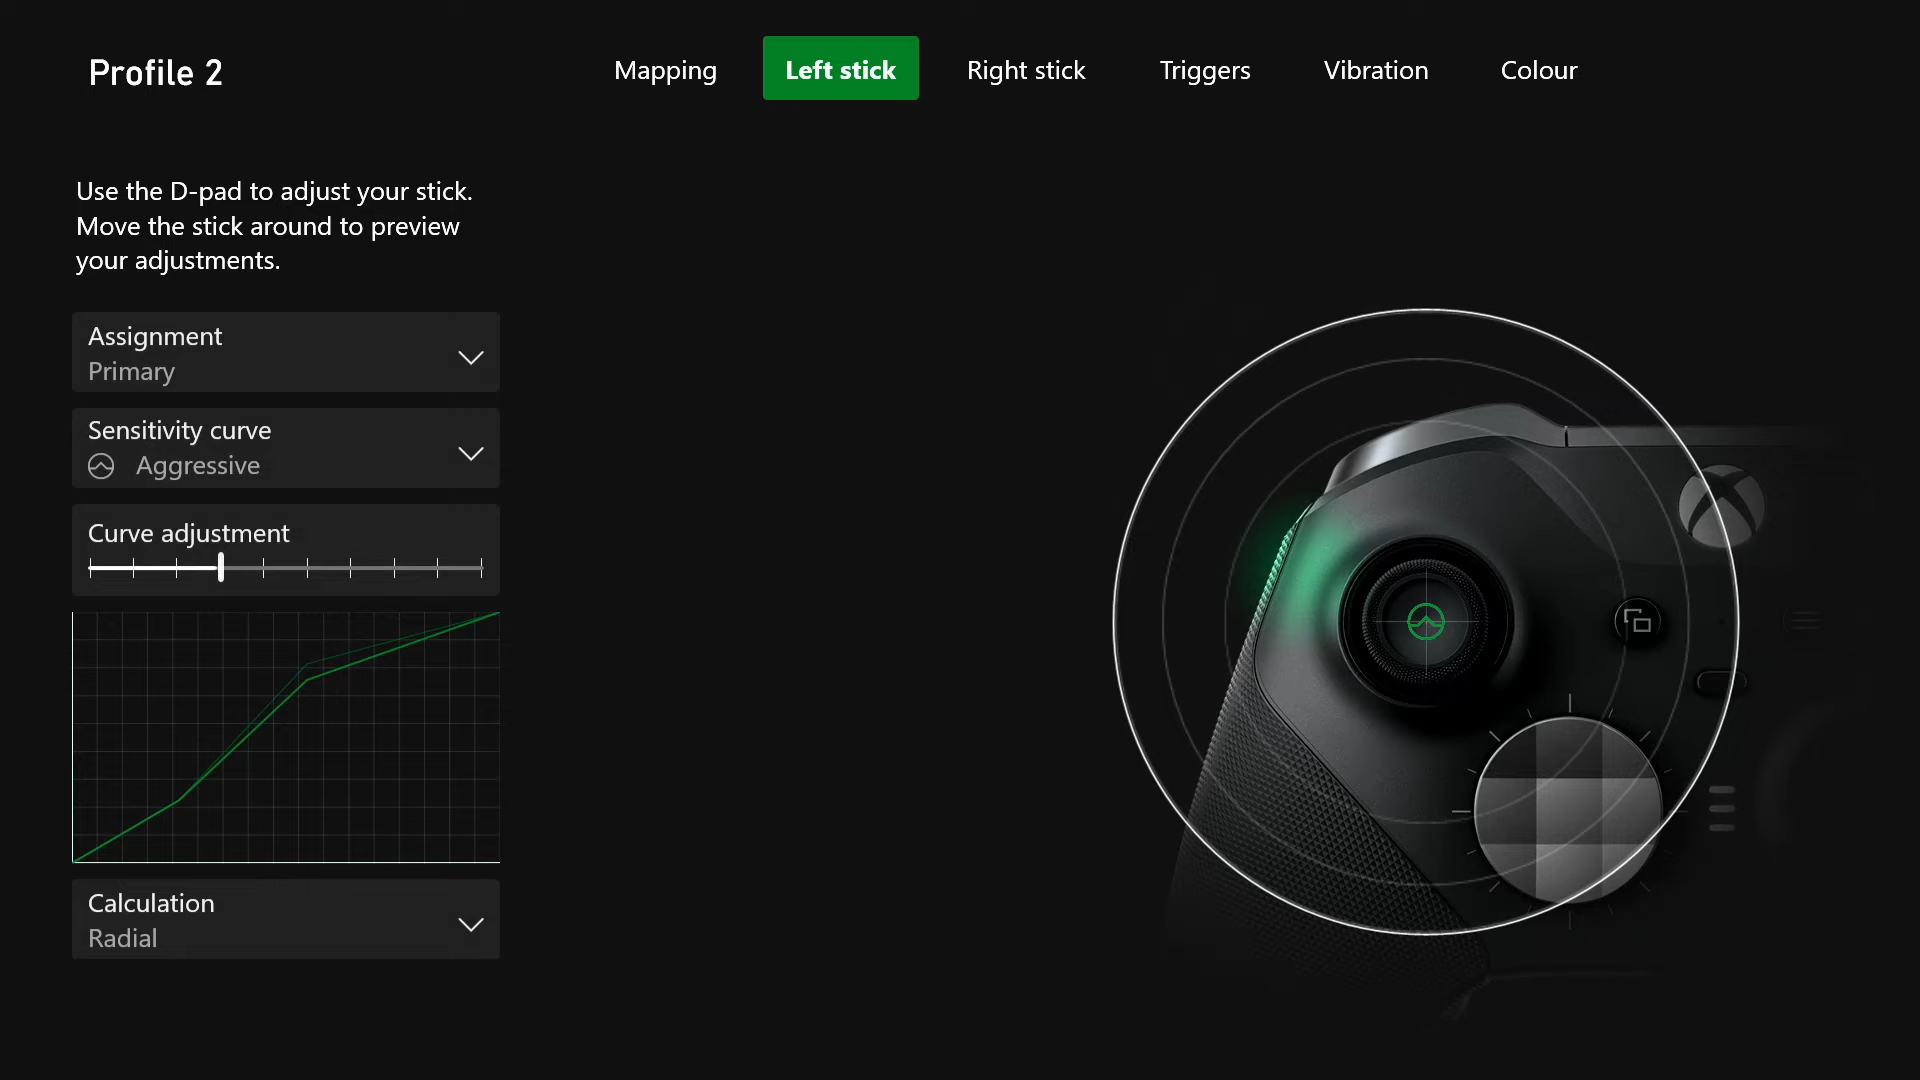 Profile 2
Mapping
Left stick
Right stick
Triggers
Vibration
Colour
Use the D-pad to adjust your stick.
Move the stick around to preview
your adjustments.
Assignment
Primary
Sensitivity curve
Aggressive
Curve adjustment
Calculation
Radial